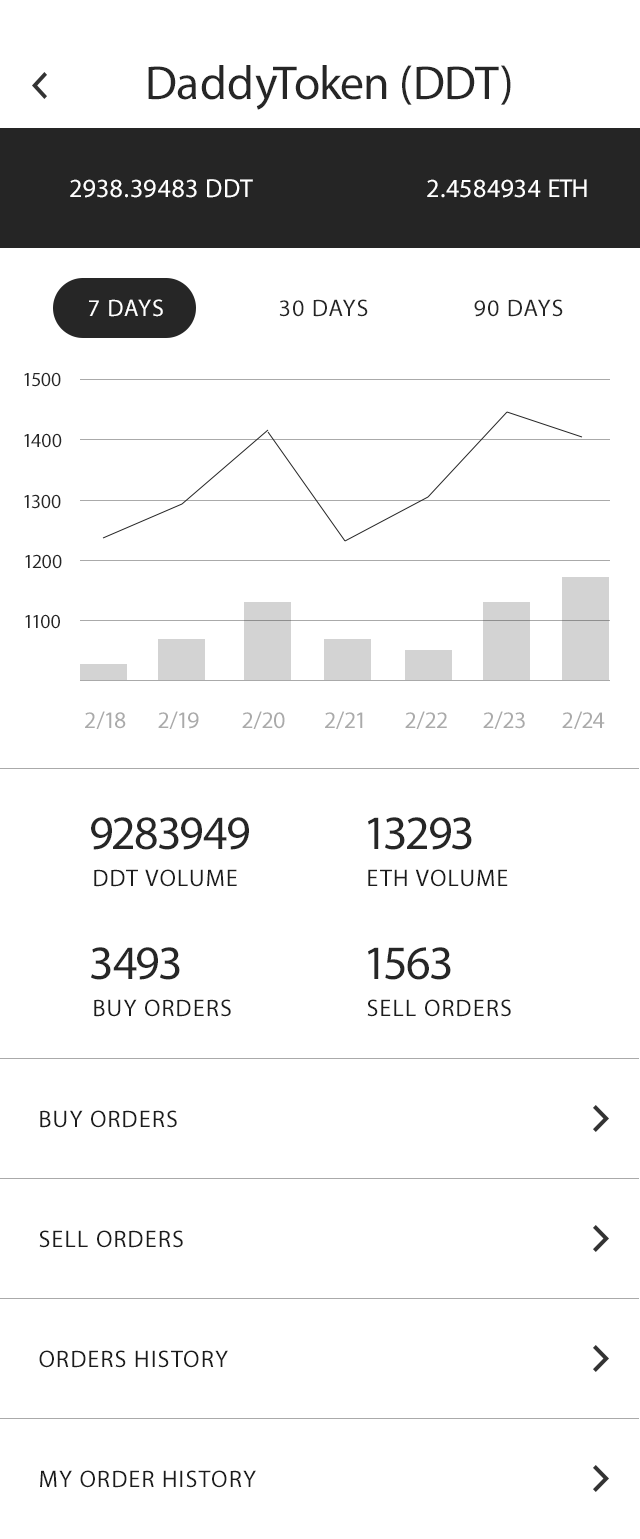 DaddyToken (DDT)
2938.39483 DDT 2.4584934 ETH
7 DAYS 30 DAYS 90 DAYS
1500
1400
1300
1200
1100
2/18 2/19 2/20 2/21 2/22 2/23 2/24
9283949 13293
DDT VOLUME ETH VOLUME
3493 1563
BUY ORDERS SELL ORDERS
BUY ORDERS
SELL ORDERS
ORDERS HISTORY
MY ORDER HISTORY